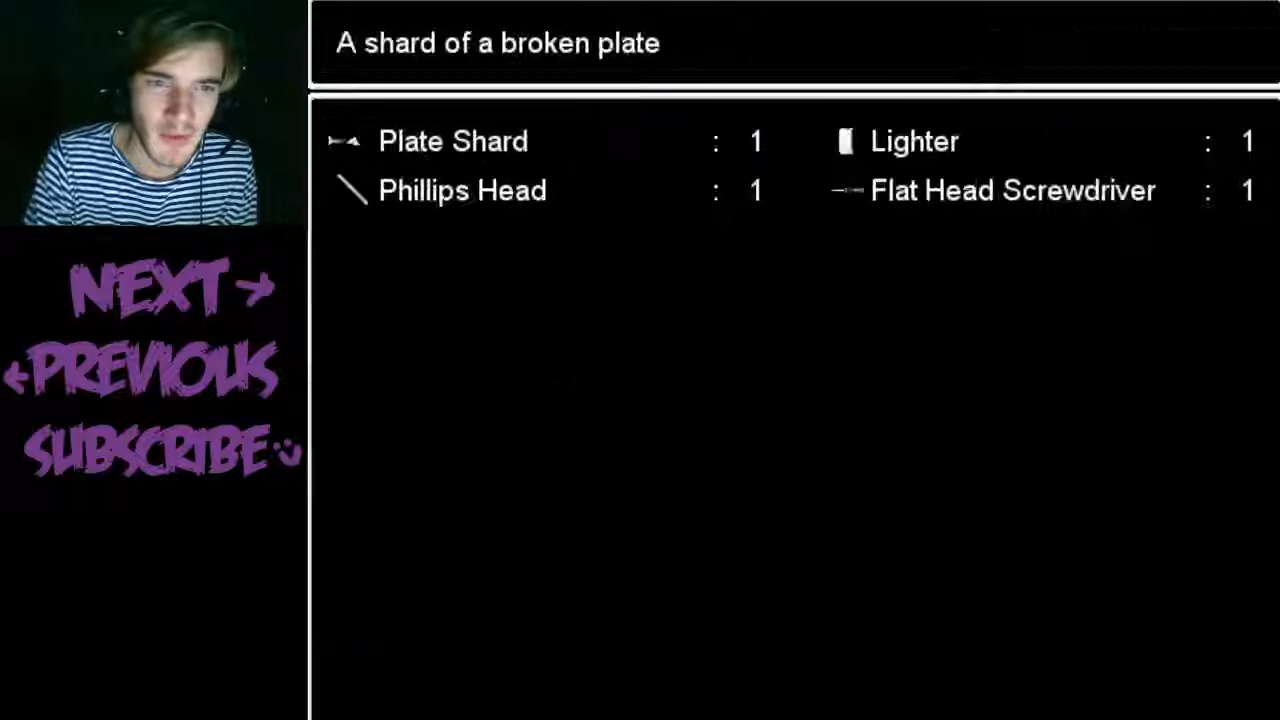 A shard of a broken plate
Plate Shard : 1 Lighter : 1
Phillips Head : 1 Flat Head Screwdriver : 1
NEXT →
← PREVIOUS
SUBSCRIBE